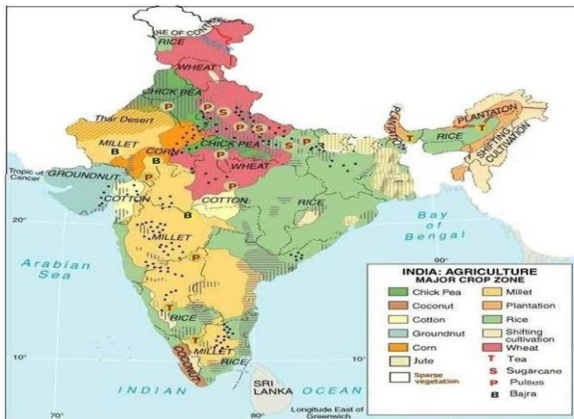 LINE OF CONTROL
RICE
WHEAT
CHICK PEA
P
P
S
S
P
P
S
Thar Desert
MILLET
B
CORN
B
CHICK PEA
S
P
P
WHEAT
P
PLANTATON
T
PLANTATON
T
RICE
SHIFTING
CULTIVATION
Tropic of
Cancer
GROUNDNUT
COTTON
COTTON
B
RICE
20°
MILLET
P
Bay of
Bengal
90°
Arabian
Sea
T
RICE
T
MILLET
RICE
COCONUT
10°
10°
SRI
LANKA
INDIAN OCEAN
70°
80°
Longitude East of
Greenwich
INDIA: AGRICULTURE
MAJOR CROP ZONE
Chick Pea
Coconut
Cotton
Groundnut
Corn
Jute
Sparse
vegetation
Millet
Plantation
Rice
Shifting
cultivation
Wheat
T Tea
S Sugarcane
P Pulses
B Bajra